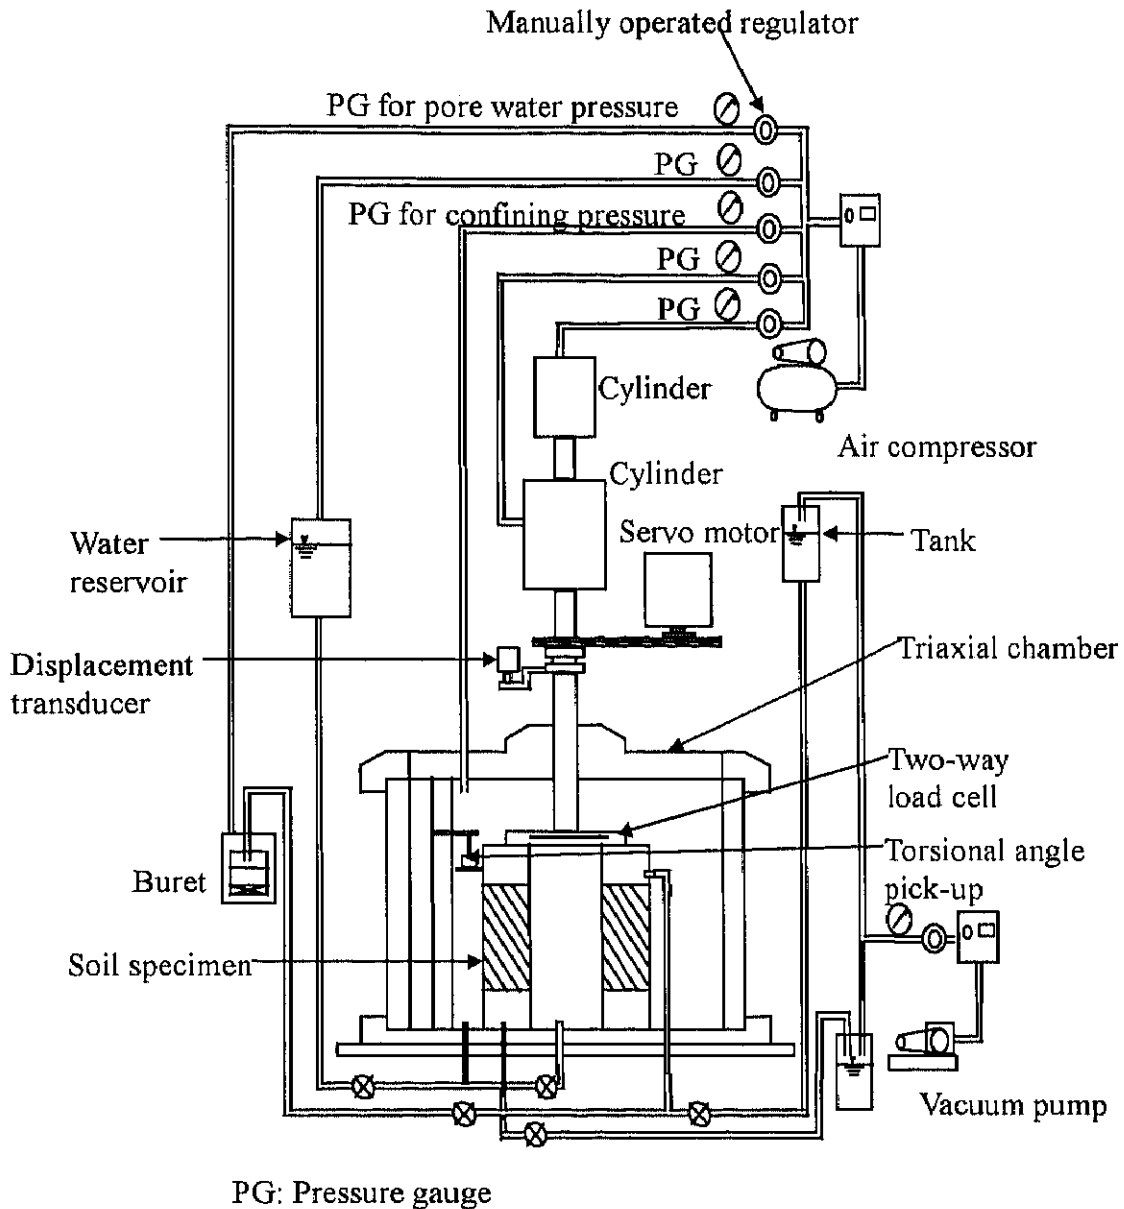 Manually operated regulator
PG for pore water pressure
PG
PG for confining pressure
PG
PG
Cylinder
Air compressor
Cylinder
Servo motor
Tank
Water
reservoir
Displacement
transducer
Triaxial chamber
Two-way
load cell
Torsional angle
pick-up
Buret
Soil specimen
Vacuum pump
PG: Pressure gauge